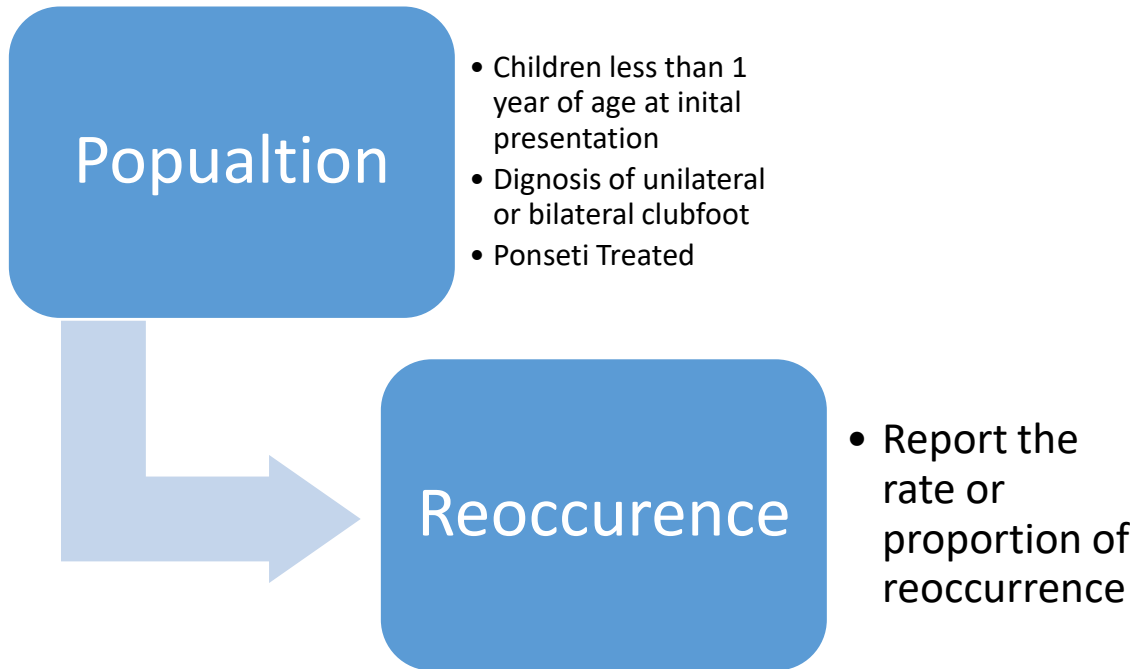 Popualtion
• Children less than 1
year of age at inital
presentation
• Dignosis of unilateral
or bilateral clubfoot
• Ponseti Treated
Reoccurence
• Report the
rate or
proportion of
reoccurrence